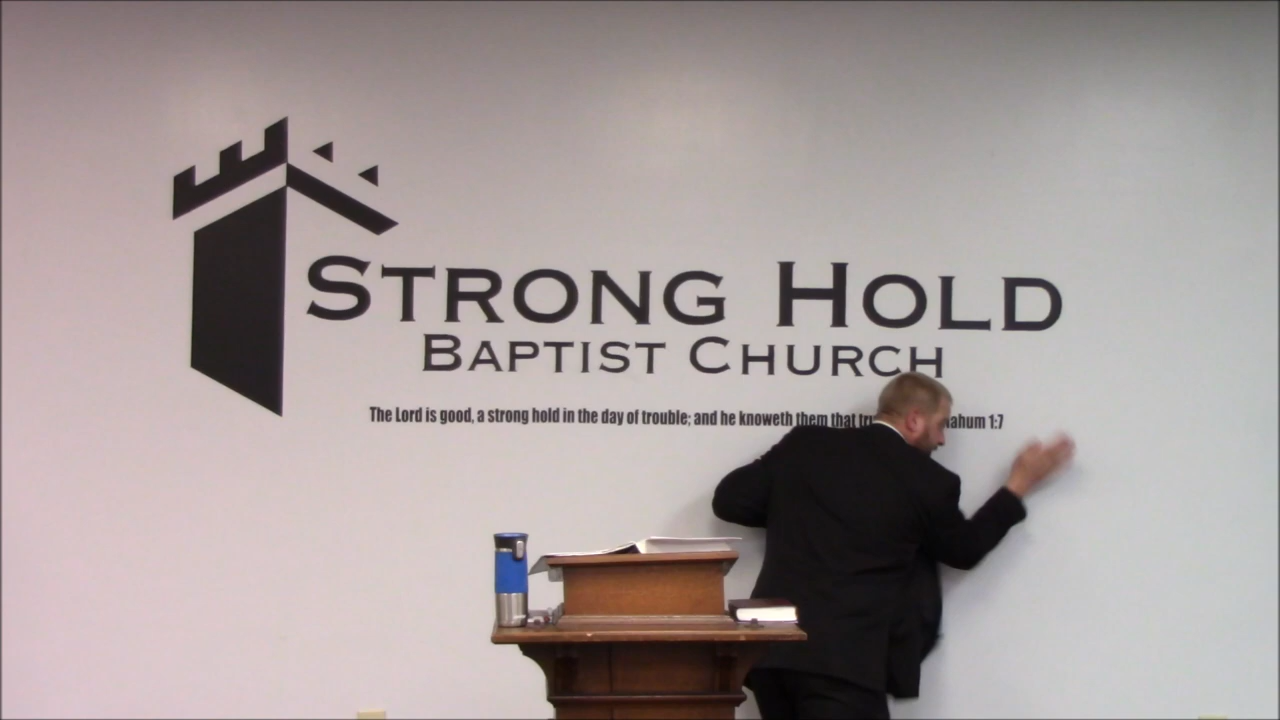 STRONG HOLD
BAPTIST CHURCH
The Lord is good, a strong hold in the day of trouble; and he knoweth them that ahum 1:7